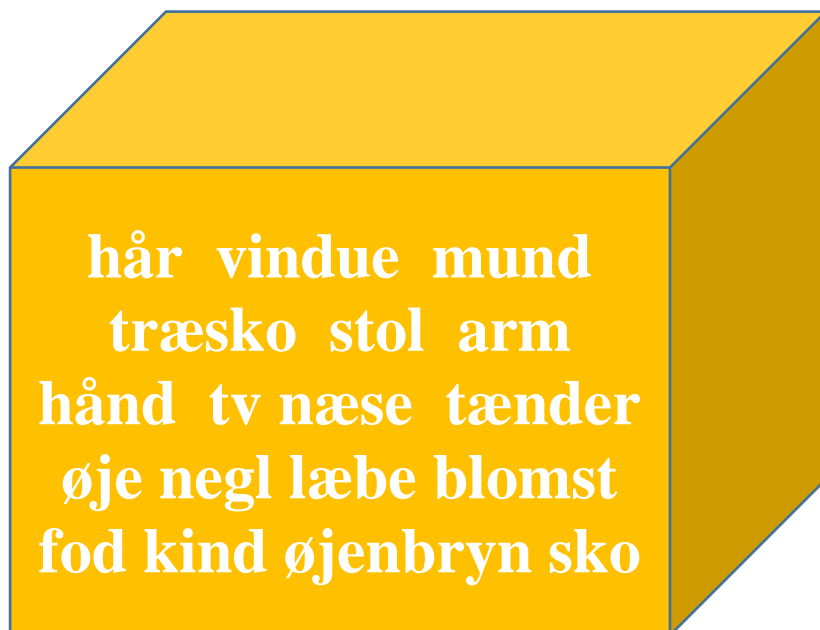 hår vindue mund
træsko stol arm
hånd tv næse tænder
øje negl læbe blomst
fod kind øjenbryn sko